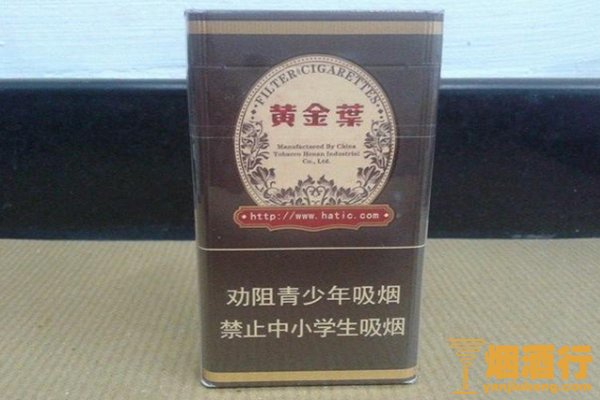 FILTER CIGARETTES
黄金葉
Manufactured By China
Tobacco Henan Industrial
Co., Ltd.
http://www.hatic.com
劝阻青少年吸烟
禁止中小学生吸烟
烟酒行